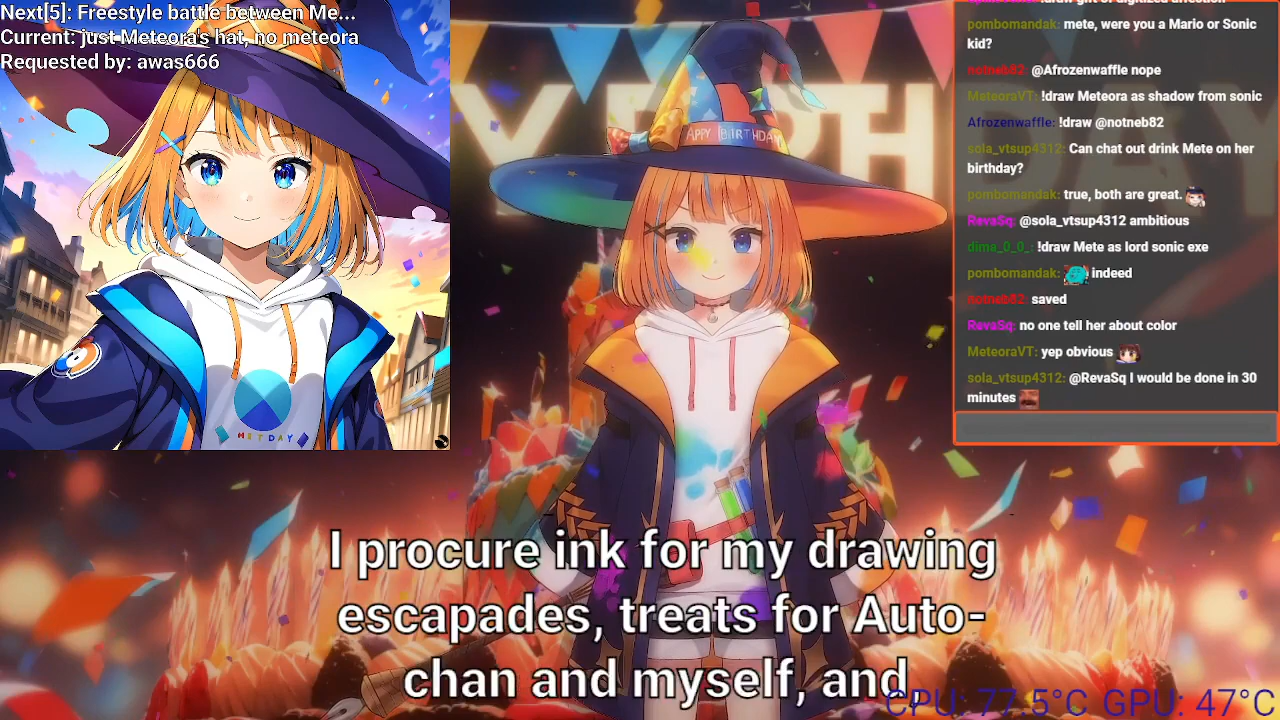 Next[5]: Freestyle battle between Me...
Current: just Meteora's hat, no meteora
Requested by: awas666
pombomandak: mete, were you a Mario or Sonic
kid?
notneb82: @Afrozenwaffle nope
MeteoraVT: !draw Meteora as shadow from sonic
Afrozenwaffle: !draw @notneb82
sola_vtsup4312: Can chat out drink Mete on her
birthday?
pombomandak: true, both are great.
RevaSq: @sola_vtsup4312 ambitious
dima_0_0_: !draw Mete as lord sonic exe
pombomandak: indeed
notneb82: saved
RevaSq: no one tell her about color
MeteoraVT: yep obvious
sola_vtsup4312: @RevaSq I would be done in 30
minutes
APPY BIRTHDAY
I procure ink for my drawing
escapades, treats for Auto-
chan and myself, and
CPU: 77.5°C GPU: 47°C